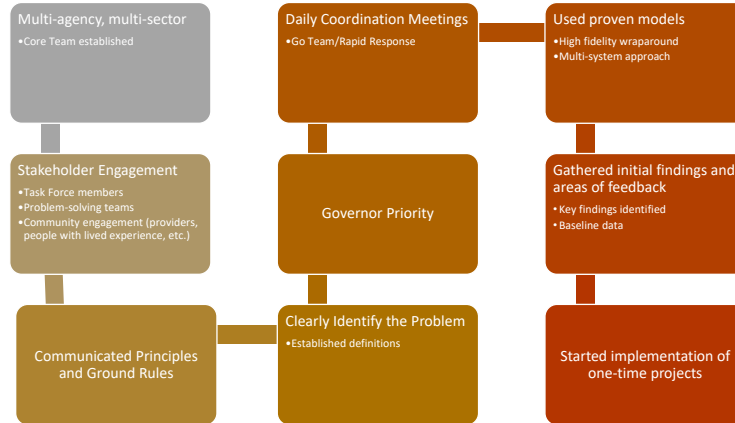 Multi-agency, multi-sector
•Core Team established
Stakeholder Engagement
•Task Force members
•Problem-solving teams
•Community engagement (providers,
people with lived experience, etc.)
Communicated Principles
and Ground Rules
Clearly Identify the Problem
•Established definitions
Governor Priority
Daily Coordination Meetings
•Go Team/Rapid Response
Used proven models
•High fidelity wraparound
•Multi-system approach
Gathered initial findings and
areas of feedback
•Key findings identified
•Baseline data
Started implementation of
one-time projects